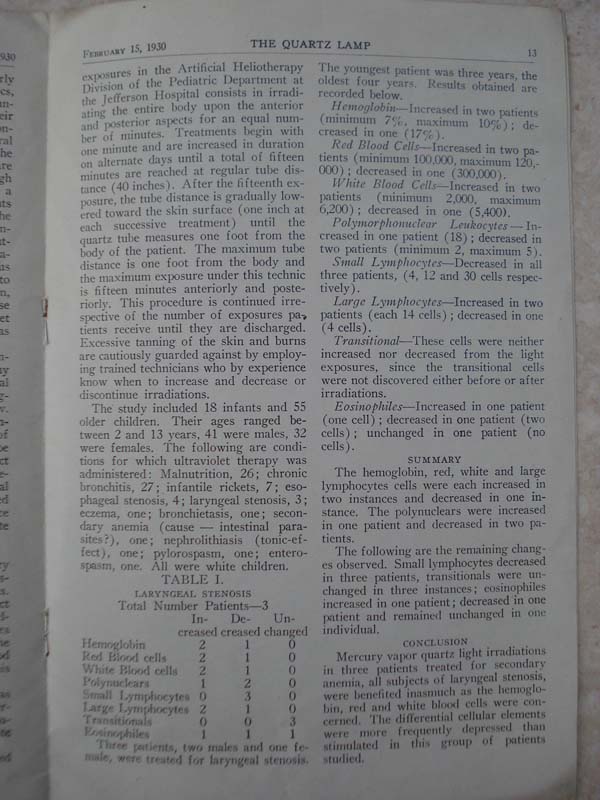 FEBRUARY 15, 1930
THE QUARTZ LAMP
13
exposures in the Artificial Heliotherapy
Division of the Pediatric Department at
the Jefferson Hospital consists in irradi-
ating the entire body upon the anterior
and posterior aspects for an equal num-
ber of minutes. Treatments begin with
one minute and are increased in duration
on alternate days until a total of fifteen
minutes are reached at regular tube dis-
tance (40 inches). After the fifteenth ex-
posure, the tube distance is gradually low-
ered toward the skin surface (one inch at
each successive treatment) until the
quartz tube measures one foot from the
body of the patient. The maximum tube
distance is one foot from the body and
the maximum exposure under this technic
is fifteen minutes anteriorly and poste-
riorly. This procedure is continued irre-
spective of the number of exposures pa-
tients receive until they are discharged.
Excessive tanning of the skin and burns
are cautiously guarded against by employ-
ing trained technicians who by experience
know when to increase and decrease or
discontinue irradiations.
The study included 18 infants and 55
older children. Their ages ranged be-
tween 2 and 13 years, 41 were males, 32
were females. The following are condi-
tions for which ultraviolet therapy was
administered: Malnutrition, 26; chronic
bronchitis, 27; infantile rickets, 7; eso-
phageal stenosis, 4; laryngeal stenosis, 3;
eczema, one; bronchietasis, one; secon-
dary anemia (cause — intestinal para-
sites?), one; nephrolithiasis (tonic-ef-
fect), one; pylorospasm, one; entero-
spasm, one. All were white children.
TABLE I.
LARYNGEAL STENOSIS
Total Number Patients—3
In- De- Un-
creased creased changed
Hemoglobin 2 1 0
Red Blood cells 2 1 0
White Blood cells 2 1 0
Polynuclears 1 2 0
Small Lymphocytes 0 3 0
Large Lymphocytes 2 1 0
Transitionals 0 0 3
Eosinophiles 1 1 1
Three patients, two males and one fe-
male, were treated for laryngeal stenosis.
The youngest patient was three years, the
oldest four years. Results obtained are
recorded below.
Hemoglobin—Increased in two patients
(minimum 7%, maximum 10%); de-
creased in one (17%).
Red Blood Cells—Increased in two pa-
tients (minimum 100,000, maximum 120,-
000); decreased in one (300,000).
White Blood Cells—Increased in two
patients (minimum 2,000, maximum
6,200); decreased in one (5,400).
Polymorphonuclear Leukocytes — In-
creased in one patient (18); decreased in
two patients (minimum 2, maximum 5).
Small Lymphocytes—Decreased in all
three patients, (4, 12 and 30 cells respec-
tively).
Large Lymphocytes—Increased in two
patients (each 14 cells); decreased in one
(4 cells).
Transitional—These cells were neither
increased nor decreased from the light
exposures, since the transitional cells
were not discovered either before or after
irradiations.
Eosinophiles—Increased in one patient
(one cell); decreased in one patient (two
cells); unchanged in one patient (no
cells).
SUMMARY
The hemoglobin, red, white and large
lymphocytes cells were each increased in
two instances and decreased in one in-
stance. The polynuclears were increased
in one patient and decreased in two pa-
tients.
The following are the remaining chang-
es observed. Small lymphocytes decreased
in three patients, transitionals were un-
changed in three instances; eosinophiles
increased in one patient; decreased in one
patient and remained unchanged in one
individual.
CONCLUSION
Mercury vapor quartz light irradiations
in three patients treated for secondary
anemia, all subjects of laryngeal stenosis,
were benefited inasmuch as the hemoglo-
bin, red and white blood cells were con-
cerned. The differential cellular elements
were more frequently depressed than
stimulated in this group of patients
studied.